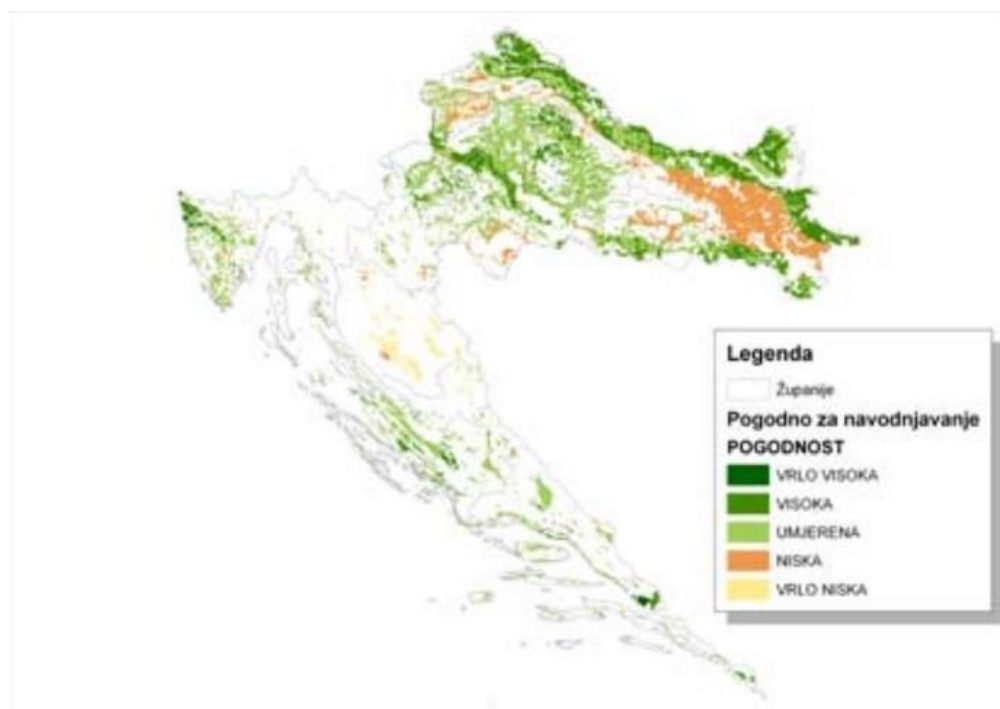 Legenda
Županije
Pogodno za navodnjavanje
POGODNOST
VRLO VISOKA
VISOKA
UMJERENA
NISKA
VRLO NISKA